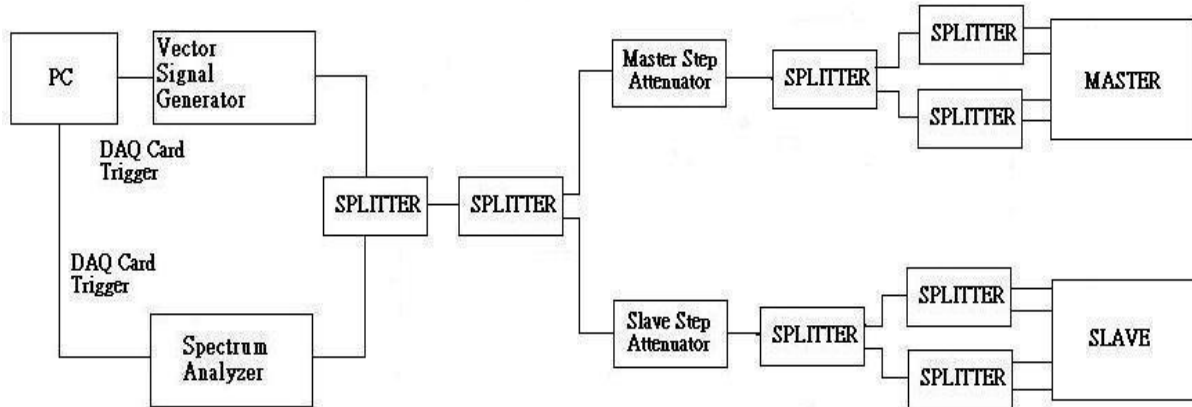 PC
Vector
Signal
Generator
DAQ Card
Trigger
DAQ Card
Trigger
Spectrum
Analyzer
SPLITTER
SPLITTER
Master Step
Attenuator
SPLITTER
SPLITTER
SPLITTER
MASTER
Slave Step
Attenuator
SPLITTER
SPLITTER
SPLITTER
SLAVE